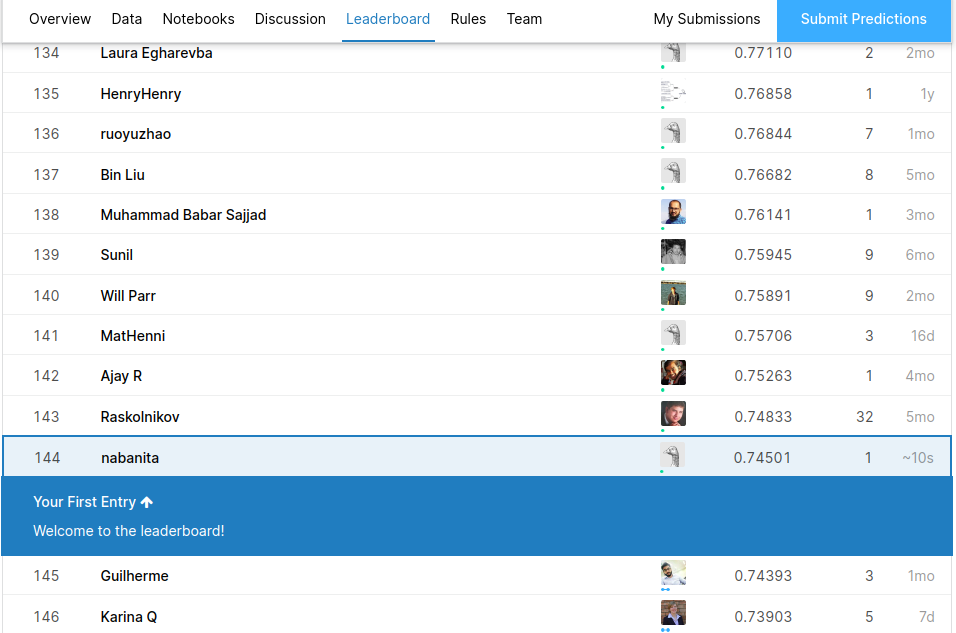 Overview Data Notebooks Discussion Leaderboard Rules Team My Submissions Submit Predictions
134 Laura Egharevba 0.77110 2 2mo
135 HenryHenry 0.76858 1 1y
136 ruoyuzhao 0.76844 7 1mo
137 Bin Liu 0.76682 8 5mo
138 Muhammad Babar Sajjad 0.76141 1 3mo
139 Sunil 0.75945 9 6mo
140 Will Parr 0.75891 9 2mo
141 MatHenni 0.75706 3 16d
142 Ajay R 0.75263 1 4mo
143 Raskolnikov 0.74833 32 5mo
144 nabanita 0.74501 1 ~10s
Your First Entry
Welcome to the leaderboard!
145 Guilherme 0.74393 3 1mo
146 Karina Q 0.73903 5 7d